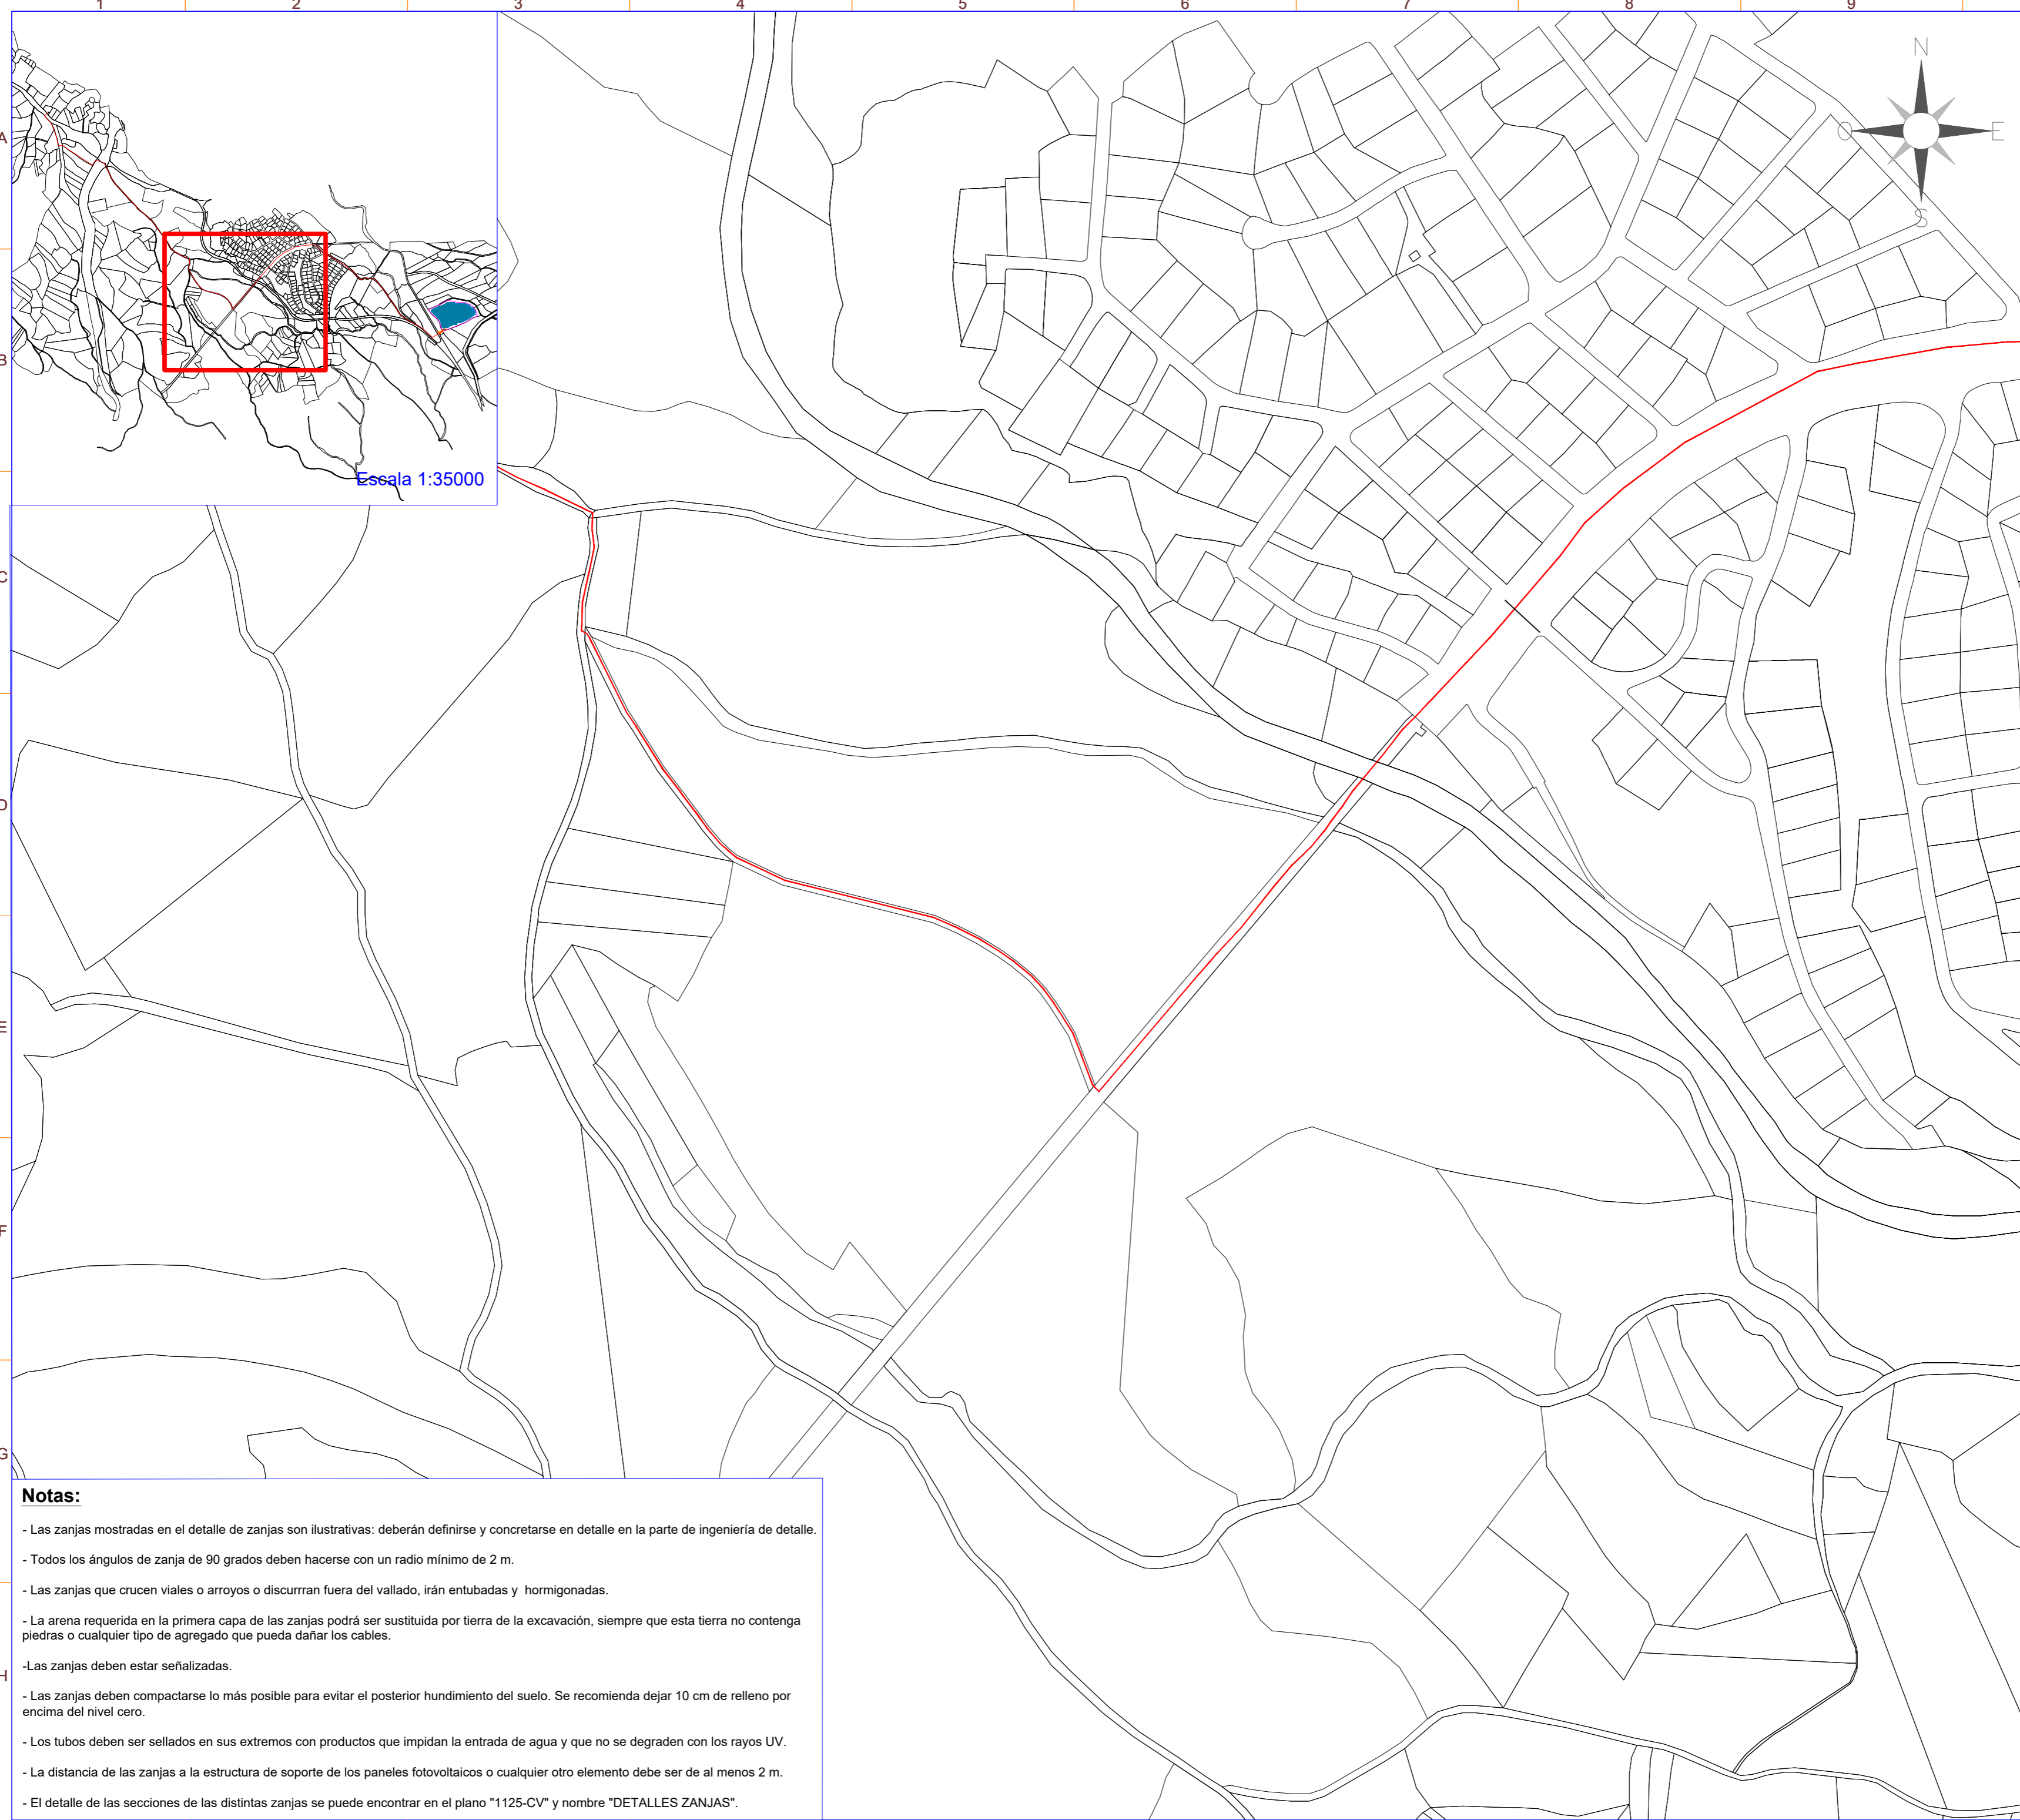 1 2 3 4 5 6 7 8 9
N
O E
S
A
B
C
D
E
F
G
H
Escala 1:35000
Notas:
- Las zanjas mostradas en el detalle de zanjas son ilustrativas: deberán definirse y concretarse en detalle en la parte de ingeniería de detalle.
- Todos los ángulos de zanja de 90 grados deben hacerse con un radio mínimo de 2 m.
- Las zanjas que crucen viales o arroyos o discurrran fuera del vallado, irán entubadas y  hormigonadas.
- La arena requerida en la primera capa de las zanjas podrá ser sustituida por tierra de la excavación, siempre que esta tierra no contenga
piedras o cualquier tipo de agregado que pueda dañar los cables.
-Las zanjas deben estar señalizadas.
- Las zanjas deben compactarse lo más posible para evitar el posterior hundimiento del suelo. Se recomienda dejar 10 cm de relleno por
encima del nivel cero.
- Los tubos deben ser sellados en sus extremos con productos que impidan la entrada de agua y que no se degraden con los rayos UV.
- La distancia de las zanjas a la estructura de soporte de los paneles fotovoltaicos o cualquier otro elemento debe ser de al menos 2 m.
- El detalle de las secciones de las distintas zanjas se puede encontrar en el plano "1125-CV" y nombre "DETALLES ZANJAS".